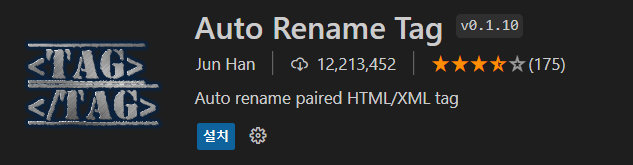 <TAG>
</TAG>
Auto Rename Tag v0.1.10
Jun Han 12,213,452 (175)
Auto rename paired HTML/XML tag
설치